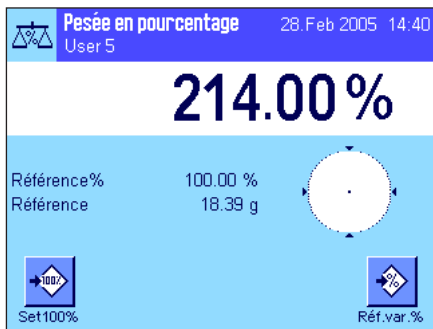 Pesée en pourcentage 28.Feb 2005 14:40
User 5
214.00 %
Référence% 100.00 %
Référence 18.39 g
100%
%
Set100% Réf.var.%